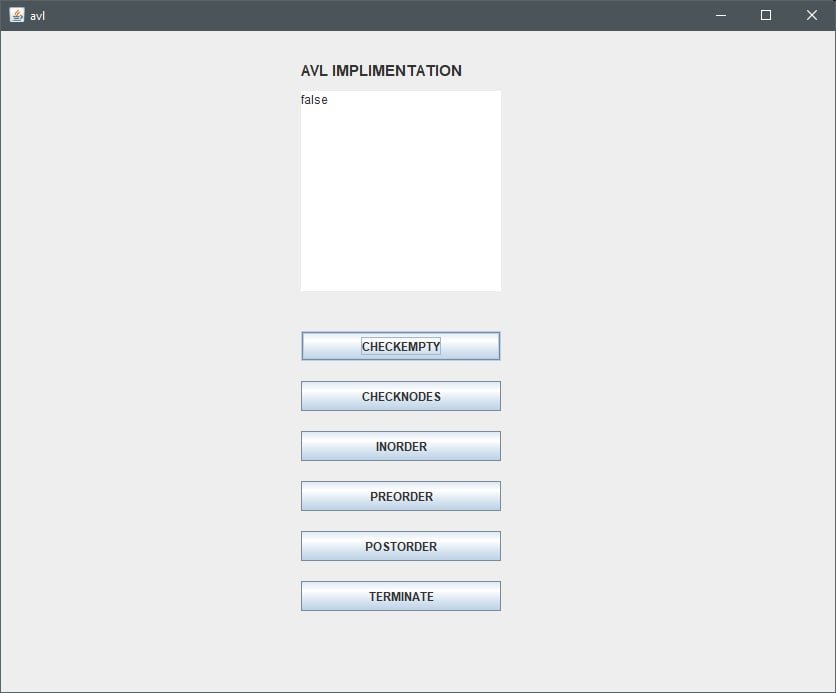 avl
AVL IMPLIMENTATION
false
CHECKEMPTY
CHECKNODES
INORDER
PREORDER
POSTORDER
TERMINATE